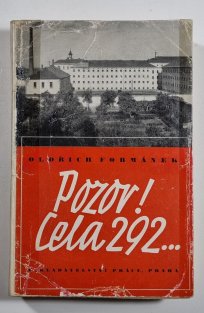 OLDŘICH FORMÁNEK
Pozor!
Cela 292...
NAKLADATELSTVÍ PRÁCE, PRAHA